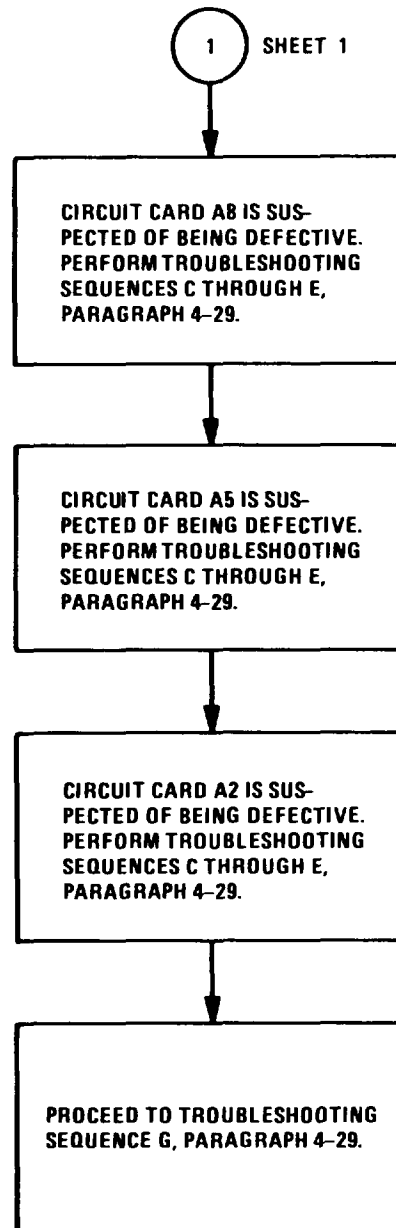 1 SHEET 1
CIRCUIT CARD A8 IS SUS-
PECTED OF BEING DEFECTIVE.
PERFORM TROUBLESHOOTING
SEQUENCES C THROUGH E,
PARAGRAPH 4-29.
CIRCUIT CARD A5 IS SUS-
PECTED OF BEING DEFECTIVE.
PERFORM TROUBLESHOOTING
SEQUENCES C THROUGH E,
PARAGRAPH 4-29.
CIRCUIT CARD A2 IS SUS-
PECTED OF BEING DEFECTIVE.
PERFORM TROUBLESHOOTING
SEQUENCES C THROUGH E,
PARAGRAPH 4-29.
PROCEED TO TROUBLESHOOTING
SEQUENCE G, PARAGRAPH 4-29.